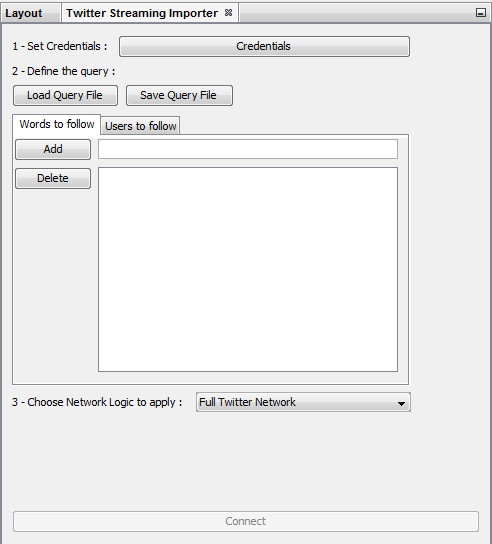 Layout Twitter Streaming Importer
1 - Set Credentials : Credentials
2 - Define the query :
Load Query File Save Query File
Words to follow Users to follow
Add
Delete
3 - Choose Network Logic to apply : Full Twitter Network
Connect